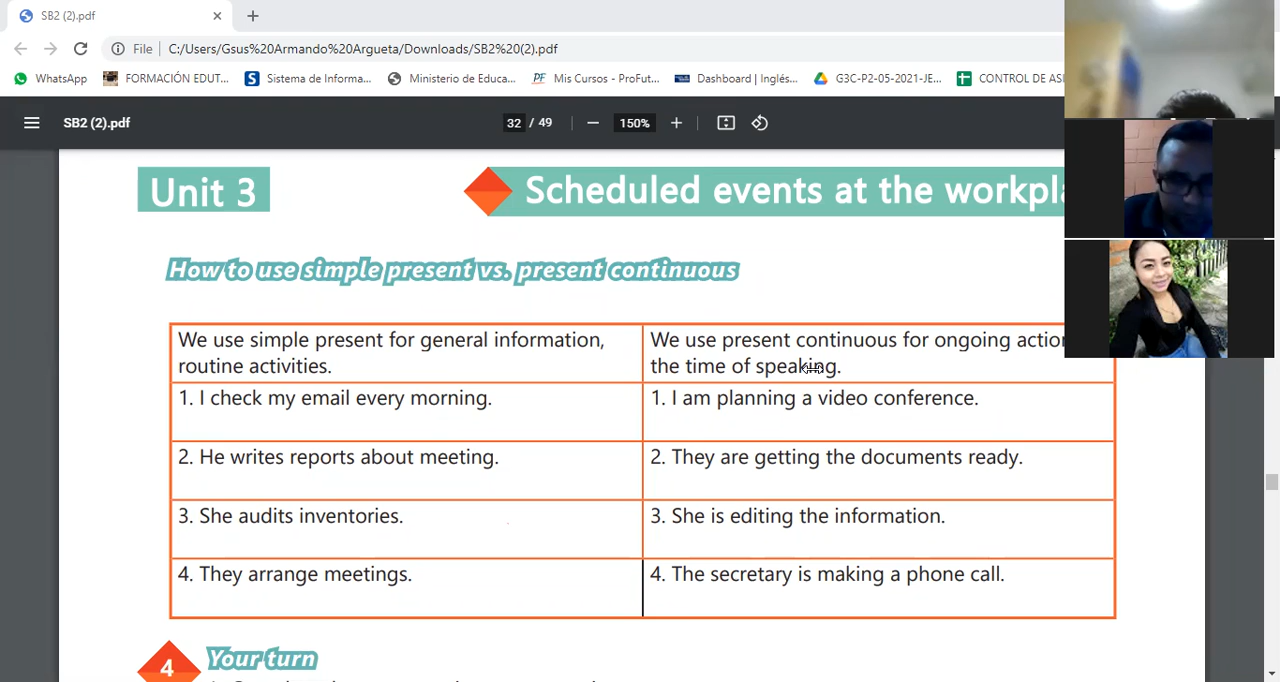 SB2 (2).pdf
File
C:/Users/Gsus%20Armando%20Argueta/Downloads/SB2%20(2).pdf
WhatsApp
FORMACIÓN EDUT...
Sistema de Informa...
Ministerio de Educa...
Mis Cursos - ProFut...
Dashboard | Inglés...
G3C-P2-05-2021-JE...
CONTROL DE AS
SB2 (2).pdf
32 / 49
150%
Unit 3
Scheduled events at the workpla
How to use simple present vs. present continuous
We use simple present for general information,
routine activities.
We use present continuous for ongoing action
the time of speaking.
1. I check my email every morning.
1. I am planning a video conference.
2. He writes reports about meeting.
2. They are getting the documents ready.
3. She audits inventories.
3. She is editing the information.
4. They arrange meetings.
4. The secretary is making a phone call.
4
Your turn